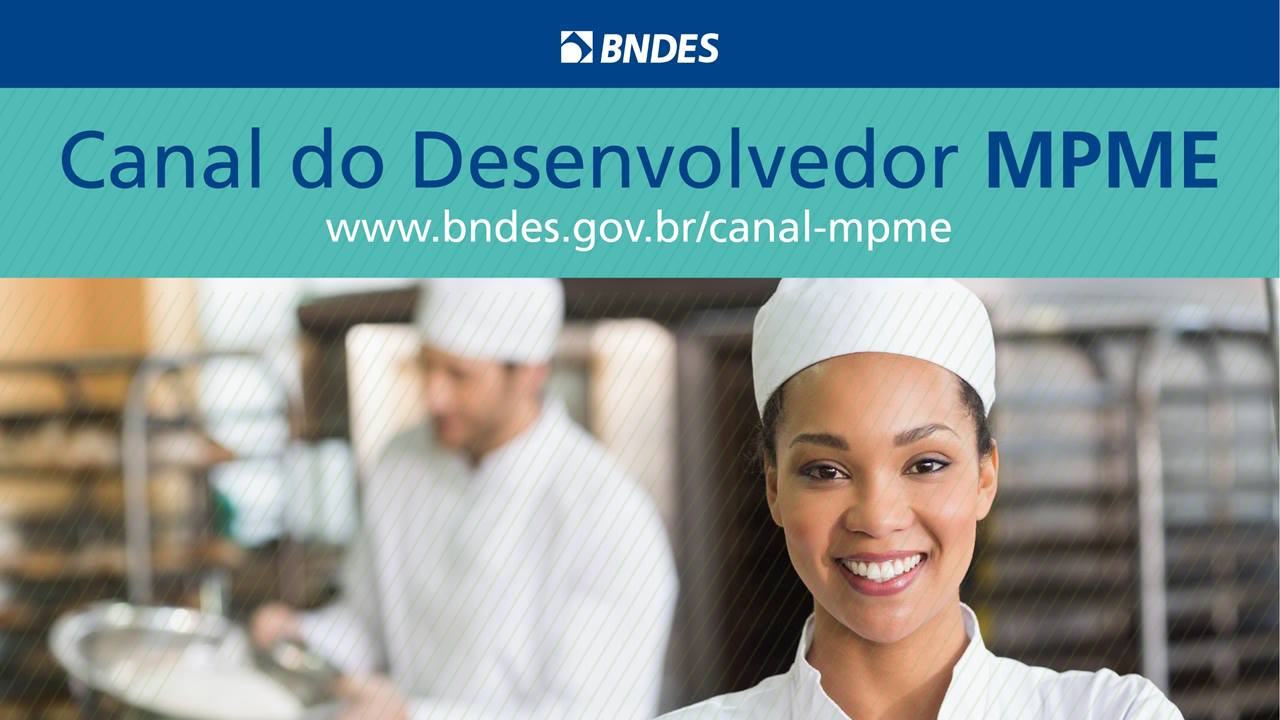 BNDES
Canal do Desenvolvedor MPME
www.bndes.gov.br/canal-mpme